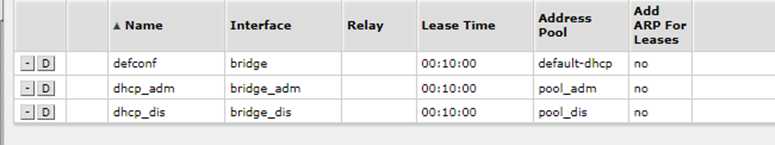 ▲ Name Interface Relay Lease Time Address Pool Add ARP For Leases
- D defconf bridge 00:10:00 default-dhcp no
- D dhcp_adm bridge_adm 00:10:00 pool_adm no
- D dhcp_dis bridge_dis 00:10:00 pool_dis no